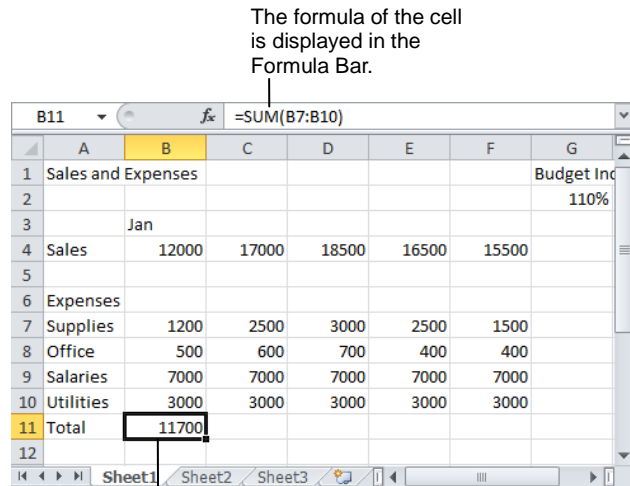 The formula of the cell
is displayed in the
Formula Bar.
B11 fx =SUM(B7:B10)
A B C D E F G
1 Sales and Expenses Budget Inc
2 110%
3 Jan
4 Sales 12000 17000 18500 16500 15500
5
6 Expenses
7 Supplies 1200 2500 3000 2500 1500
8 Office 500 600 700 400 400
9 Salaries 7000 7000 7000 7000 7000
10 Utilities 3000 3000 3000 3000 3000
11 Total 11700
12
Sheet1 Sheet2 Sheet3